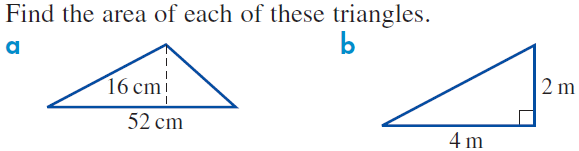 Find the area of each of these triangles.
a
16 cm
52 cm
b
2 m
4 m